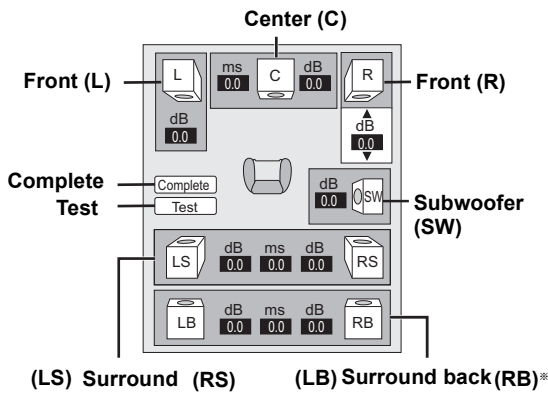 Center (C)
Front (L)
L
ms
0.0
C
dB
0.0
R
Front (R)
dB
0.0
dB
0.0
Complete
Complete
Test
Test
dB
0.0
SW
Subwoofer
(SW)
LS
dB
0.0
ms
0.0
dB
0.0
RS
LB
dB
0.0
ms
0.0
dB
0.0
RB
(LS) Surround (RS)
(LB) Surround back (RB)※